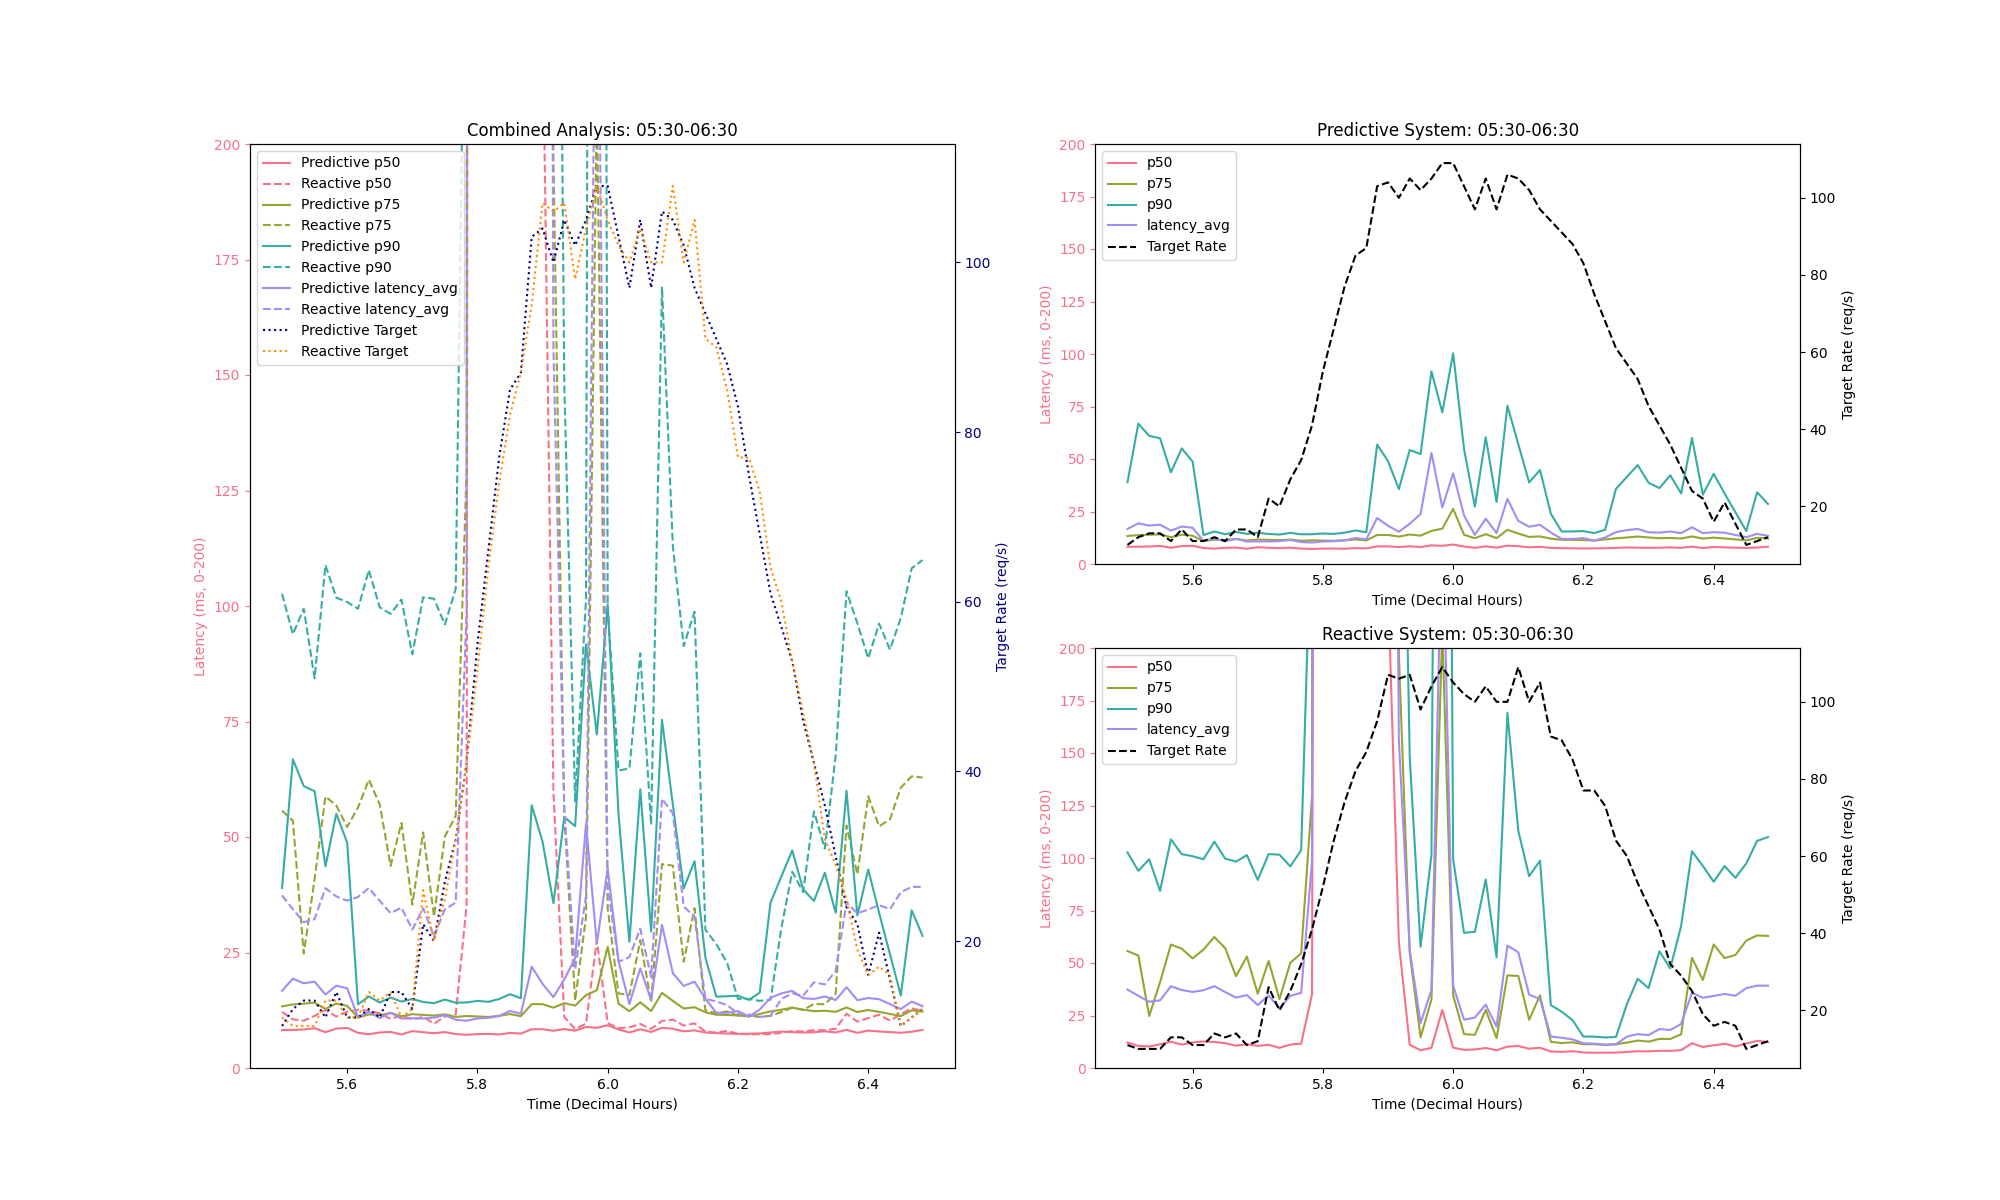 Combined Analysis: 05:30-06:30
Predictive p50
Reactive p50
Predictive p75
Reactive p75
Predictive p90
Reactive p90
Predictive latency_avg
Reactive latency_avg
Predictive Target
Reactive Target
200
175
150
125
100
75
50
25
0
Latency (ms, 0-200)
100
80
60
40
20
Target Rate (req/s)
5.6 5.8 6.0 6.2 6.4
Time (Decimal Hours)
Predictive System: 05:30-06:30
p50
p75
p90
latency_avg
Target Rate
200
175
150
125
100
75
50
25
0
Latency (ms, 0-200)
100
80
60
40
20
Target Rate (req/s)
5.6 5.8 6.0 6.2 6.4
Time (Decimal Hours)
Reactive System: 05:30-06:30
p50
p75
p90
latency_avg
Target Rate
200
175
150
125
100
75
50
25
0
Latency (ms, 0-200)
100
80
60
40
20
Target Rate (req/s)
5.6 5.8 6.0 6.2 6.4
Time (Decimal Hours)